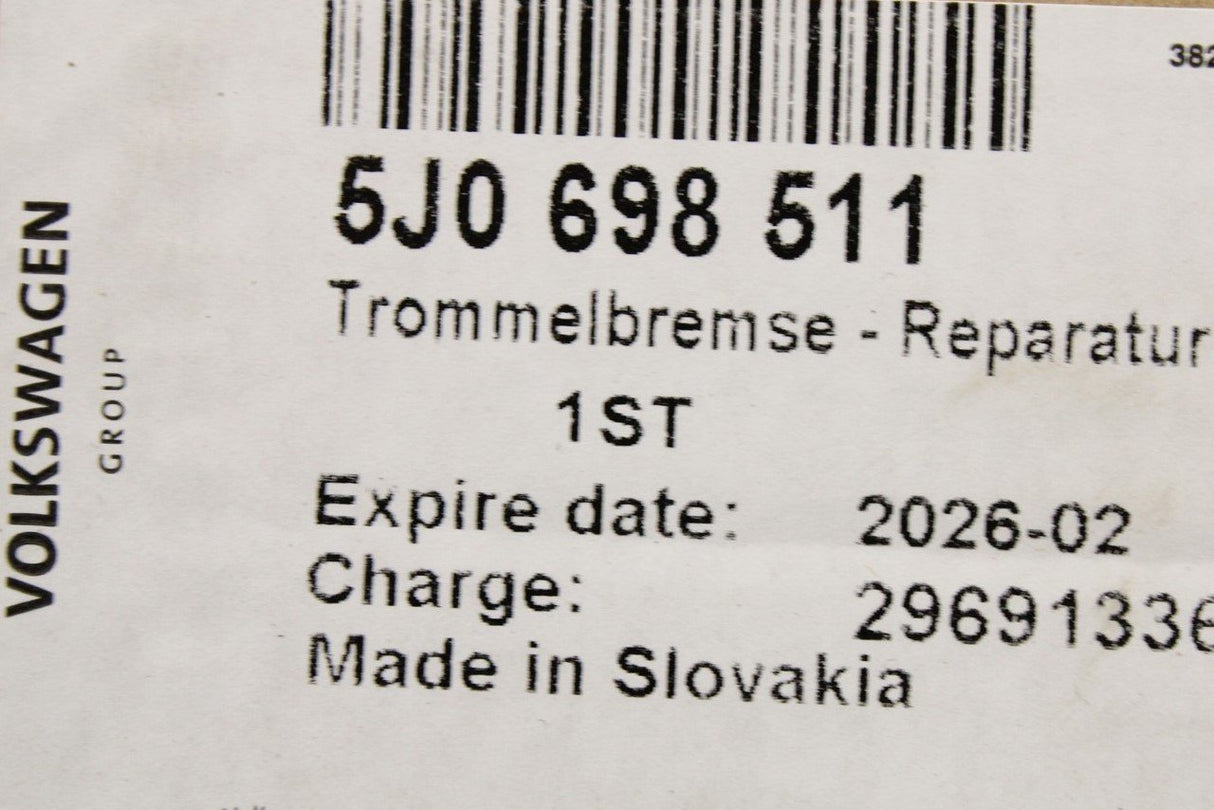 382
5J0 698 511
Trommelbremse - Reparatur
1ST
Expire date: 2026-02
Charge: 29691336
Made in Slovakia
VOLKSWAGEN
GROUP